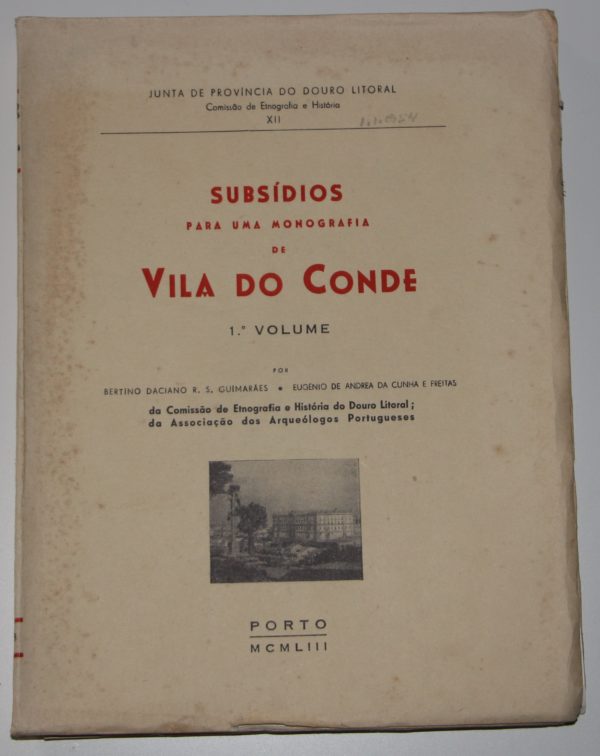 JUNTA DE PROVÍNCIA DO DOURO LITORAL
Comissão de Etnografia e História
XII
SUBSÍDIOS
PARA UMA MONOGRAFIA
DE
VILA DO CONDE
1.º VOLUME
POR
BERTINO DACIANO R. S. GUIMARÃES • EUGÉNIO DE ANDREA DA CUNHA E FREITAS
da Comissão de Etnografia e História do Douro Litoral;
da Associação dos Arqueólogos Portugueses
PORTO
MCMLIII